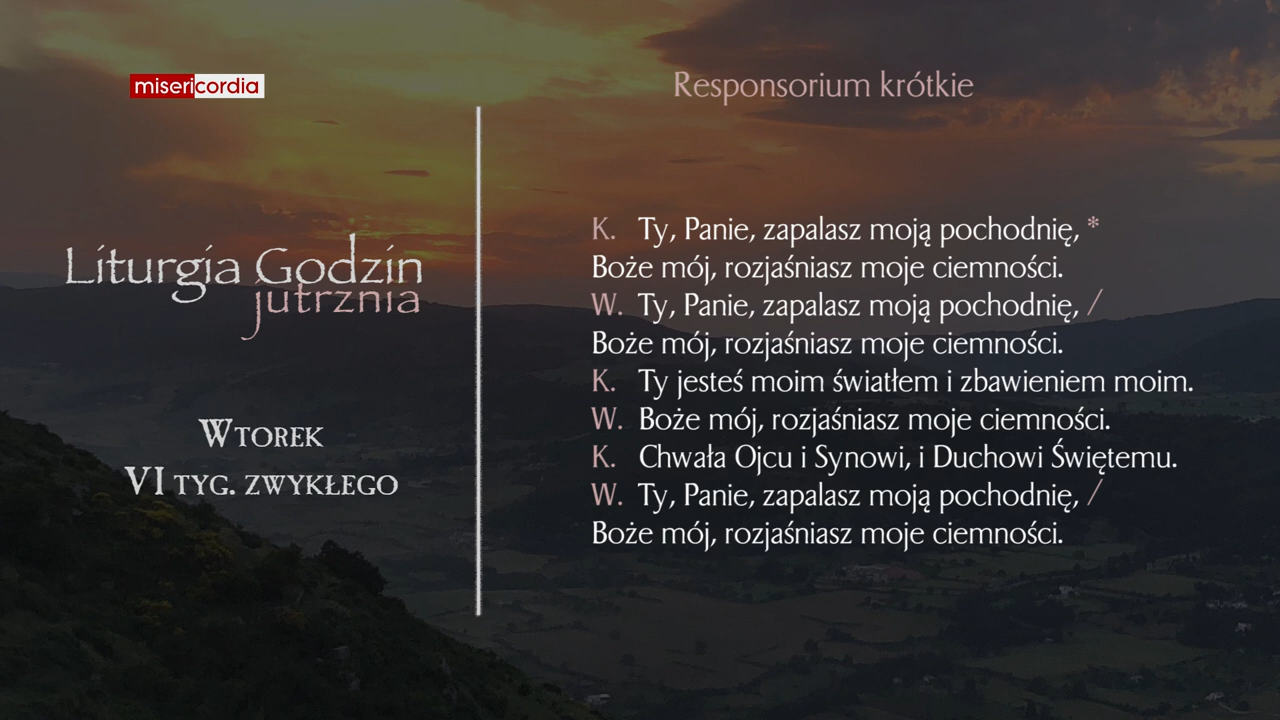 misericordia
Liturgia Godzin
jutrznia
Wtorek
VI tyg. zwykłego
Responsorium krótkie
K. Ty, Panie, zapalasz moją pochodnię, *
Boże mój, rozjaśniasz moje ciemności.
W. Ty, Panie, zapalasz moją pochodnię, /
Boże mój, rozjaśniasz moje ciemności.
K. Ty jesteś moim światłem i zbawieniem moim.
W. Boże mój, rozjaśniasz moje ciemności.
K. Chwała Ojcu i Synowi, i Duchowi Świętemu.
W. Ty, Panie, zapalasz moją pochodnię, /
Boże mój, rozjaśniasz moje ciemności.